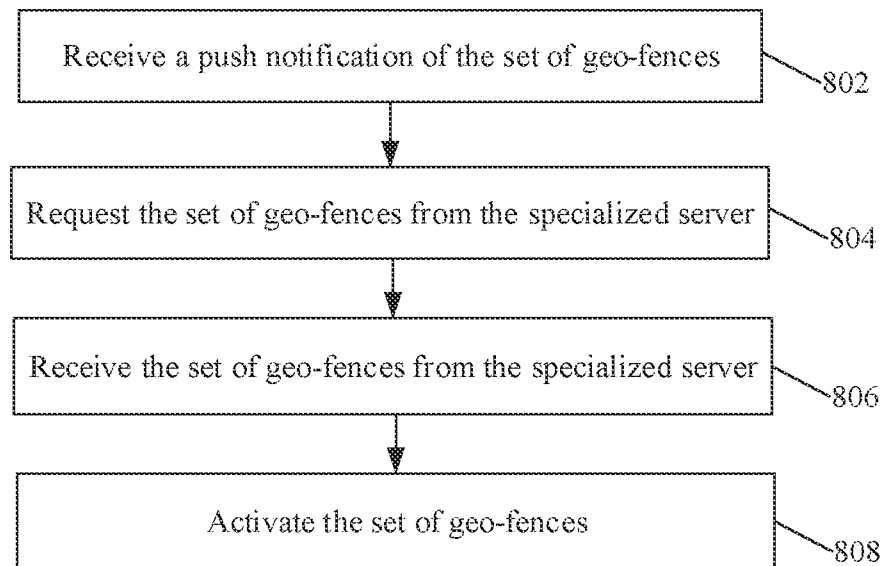 Receive a push notification of the set of geo-fences
802
Request the set of geo-fences from the specialized server
804
Receive the set of geo-fences from the specialized server
806
Activate the set of geo-fences
808